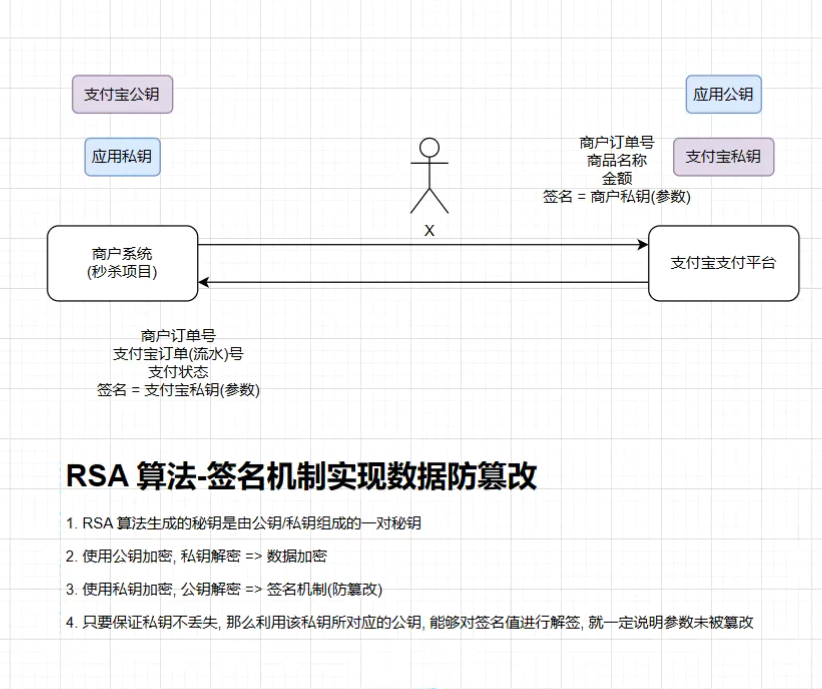 支付宝公钥
应用公钥
应用私钥
支付宝私钥
商户订单号
商品名称
金额
签名 = 商户私钥(参数)
X
商户系统
(秒杀项目)
支付宝支付平台
商户订单号
支付宝订单(流水)号
支付状态
签名 = 支付宝私钥(参数)
RSA 算法-签名机制实现数据防篡改
1. RSA 算法生成的秘钥是由公钥/私钥组成的一对秘钥
2. 使用公钥加密, 私钥解密 => 数据加密
3. 使用私钥加密, 公钥解密 => 签名机制(防篡改)
4. 只要保证私钥不丢失, 那么利用该私钥所对应的公钥, 能够对签名值进行解签, 就一定说明参数未被篡改